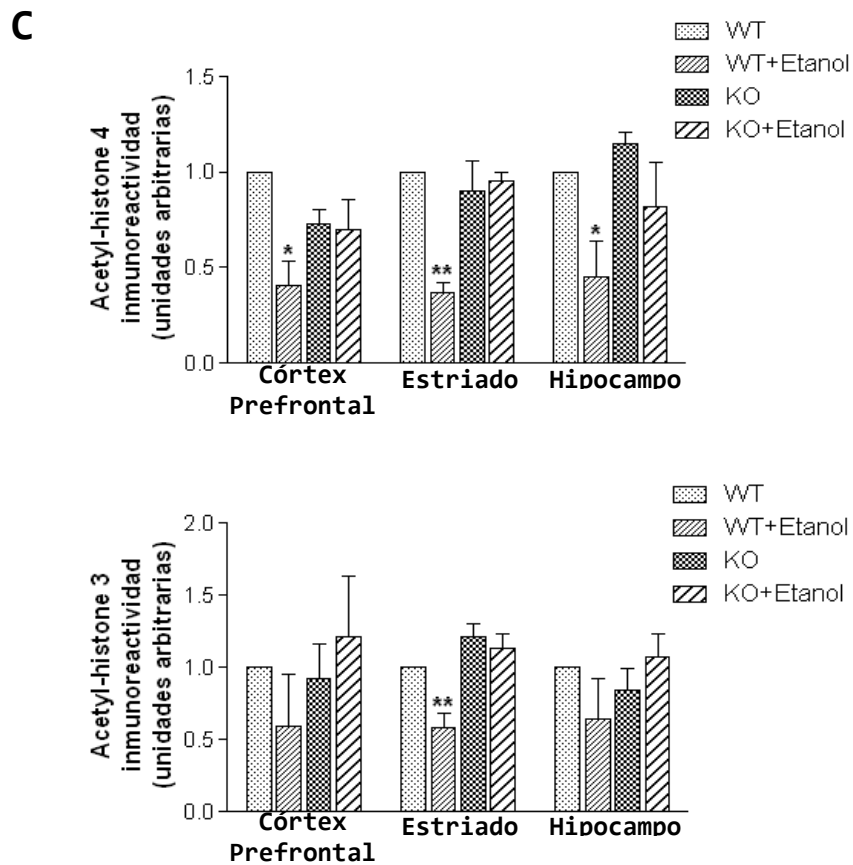 C
WT
WT+Etanol
KO
KO+Etanol
Acetyl-histone 4
inmunoreactividad
(unidades arbitrarias)
1.5
1.0
0.5
0.0
*
**
*
Córtex
Prefrontal
Estriado
Hipocampo
WT
WT+Etanol
KO
KO+Etanol
Acetyl-histone 3
inmunoreactividad
(unidades arbitrarias)
2.0
1.5
1.0
0.5
0.0
**
Córtex
Prefrontal
Estriado
Hipocampo